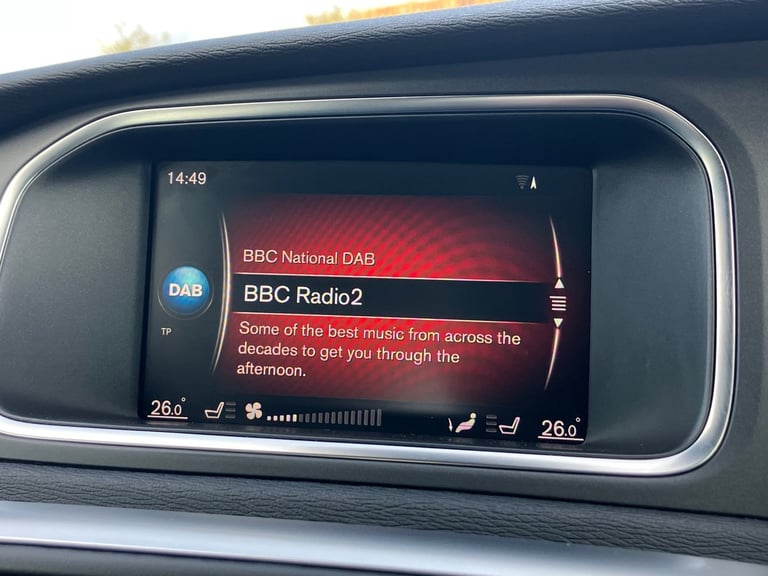 14:49
BBC National DAB
DAB
BBC Radio2
TP
Some of the best music from across the
decades to get you through the
afternoon.
26.0°
26.0°